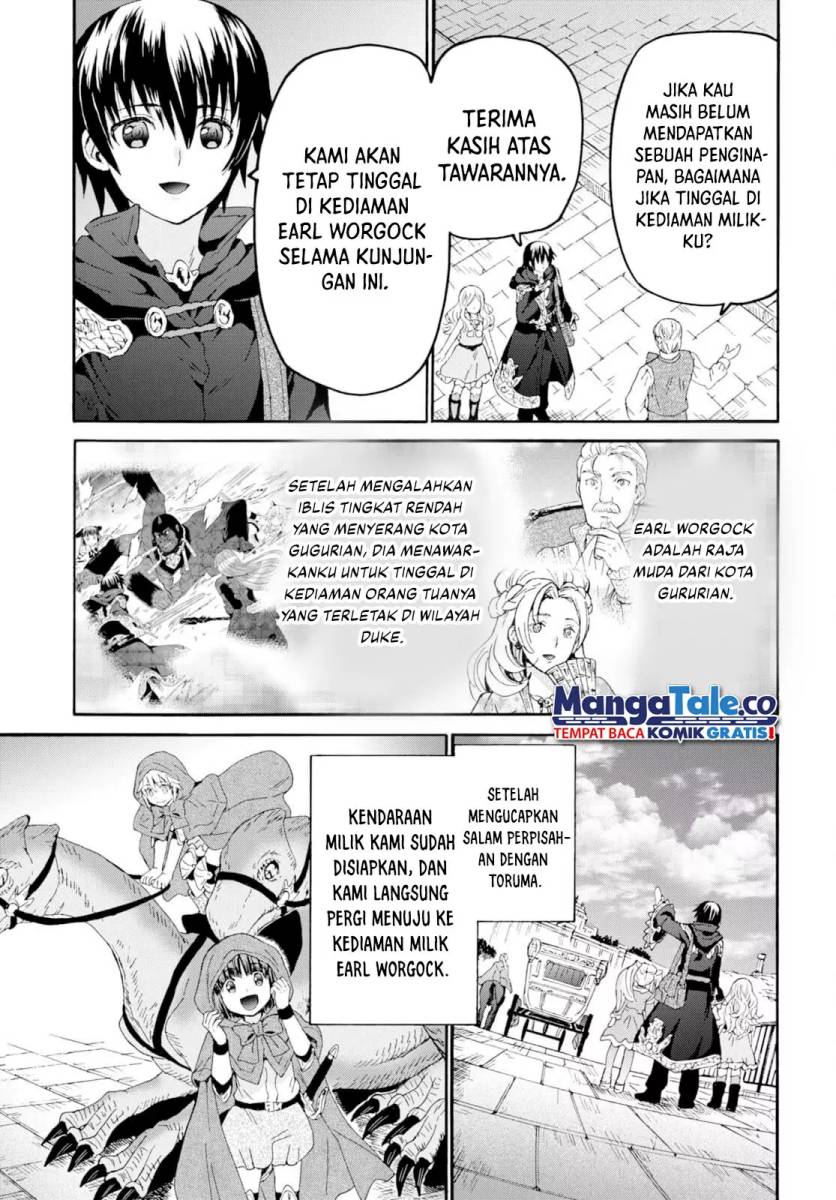 JIKA KAU
MASIH BELUM
MENDAPATKAN
SEBUAH PENGINA-
PAN, BAGAIMANA
JIKA TINGGAL DI
KEDIAMAN MILIK-
KU?
TERIMA
KASIH ATAS
TAWARANNYA.
KAMI AKAN
TETAP TINGGAL
DI KEDIAMAN
EARL WORGOCK
SELAMA KUNJUN-
GAN INI.
EARL WORGOCK
ADALAH RAJA
MUDA DARI KOTA
GURURIAN.
SETELAH MENGALAHKAN
IBLIS TINGKAT RENDAH
YANG MENYERANG KOTA
GUGURIAN, DIA MENAWAR-
KANKU UNTUK TINGGAL DI
KEDIAMAN ORANG TUANYA
YANG TERLETAK DI WILAYAH
DUKE.
MangaTale.co
TEMPAT BACA KOMIK GRATIS!
SETELAH
MENGUCAPKAN
SALAM PERPISAH-
AN DENGAN
TORUMA.
KENDARAAN
MILIK KAMI SUDAH
DISIAPKAN, DAN
KAMI LANGSUNG
PERGI MENUJU KE
KEDIAMAN MILIK
EARL WORGOCK.